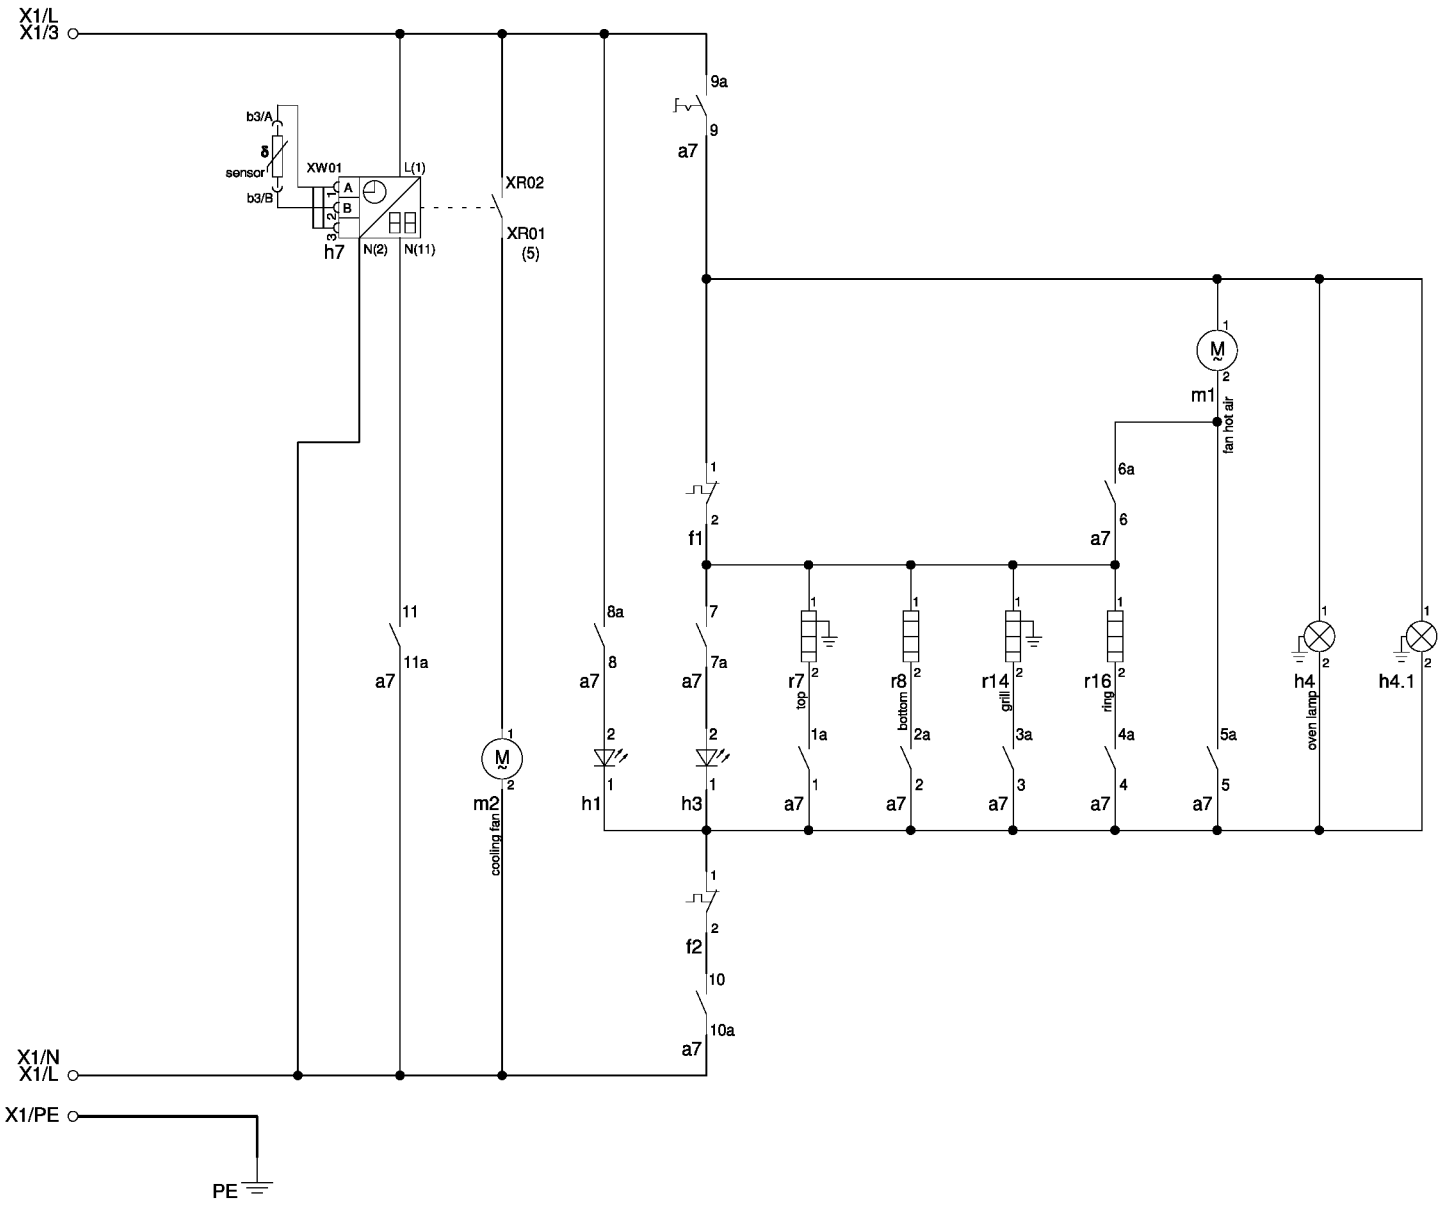 X1/L
X1/3
9a
9
a7
b3/A
δ
sensor
b3/B
XW01
L(1)
A
1
B
2
3
h7
N(2)
N(11)
XR02
XR01
(5)
1
M
~
2
m1
fan hot air
1
2
f1
6a
6
a7
11
11a
a7
8a
8
a7
7
7a
a7
1
r7
2
top
1
r8
2
bottom
1
r14
2
grill
1
r16
2
ring
1
h4
2
oven lamp
1
h4.1
2
1
M
~
2
m2
cooling fan
2
1
h1
2
1
h3
1a
1
a7
2a
2
a7
3a
3
a7
4a
4
a7
5a
5
a7
1
2
f2
10
10a
a7
X1/N
X1/L
X1/PE
PE